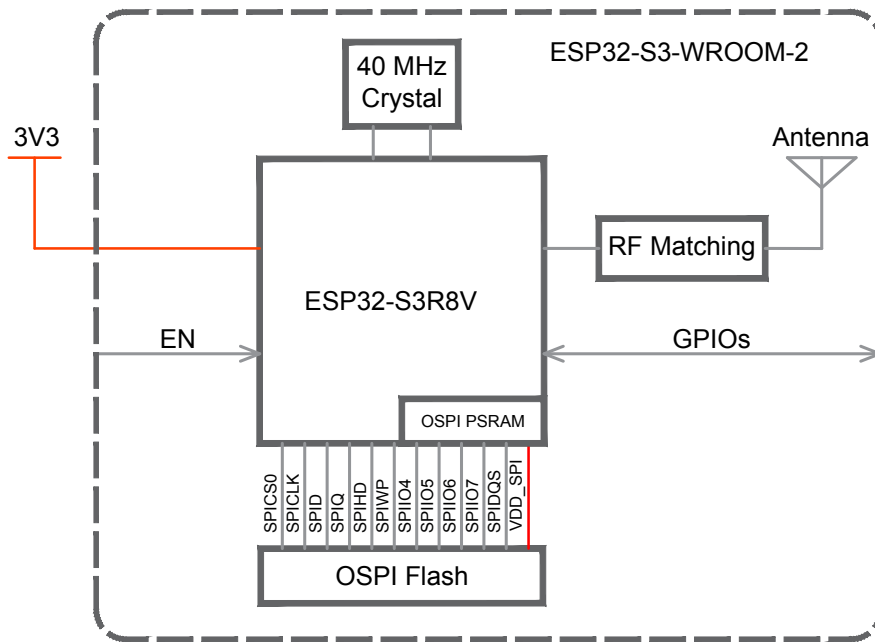 ESP32-S3-WROOM-2
40 MHz
Crystal
3V3
Antenna
RF Matching
ESP32-S3R8V
EN
GPIOs
OSPI PSRAM
SPICS0
SPICLK
SPID
SPIQ
SPIHD
SPIWP
SPIIO4
SPIIO5
SPIIO6
SPIIO7
SPIDQS
VDD_SPI
OSPI Flash